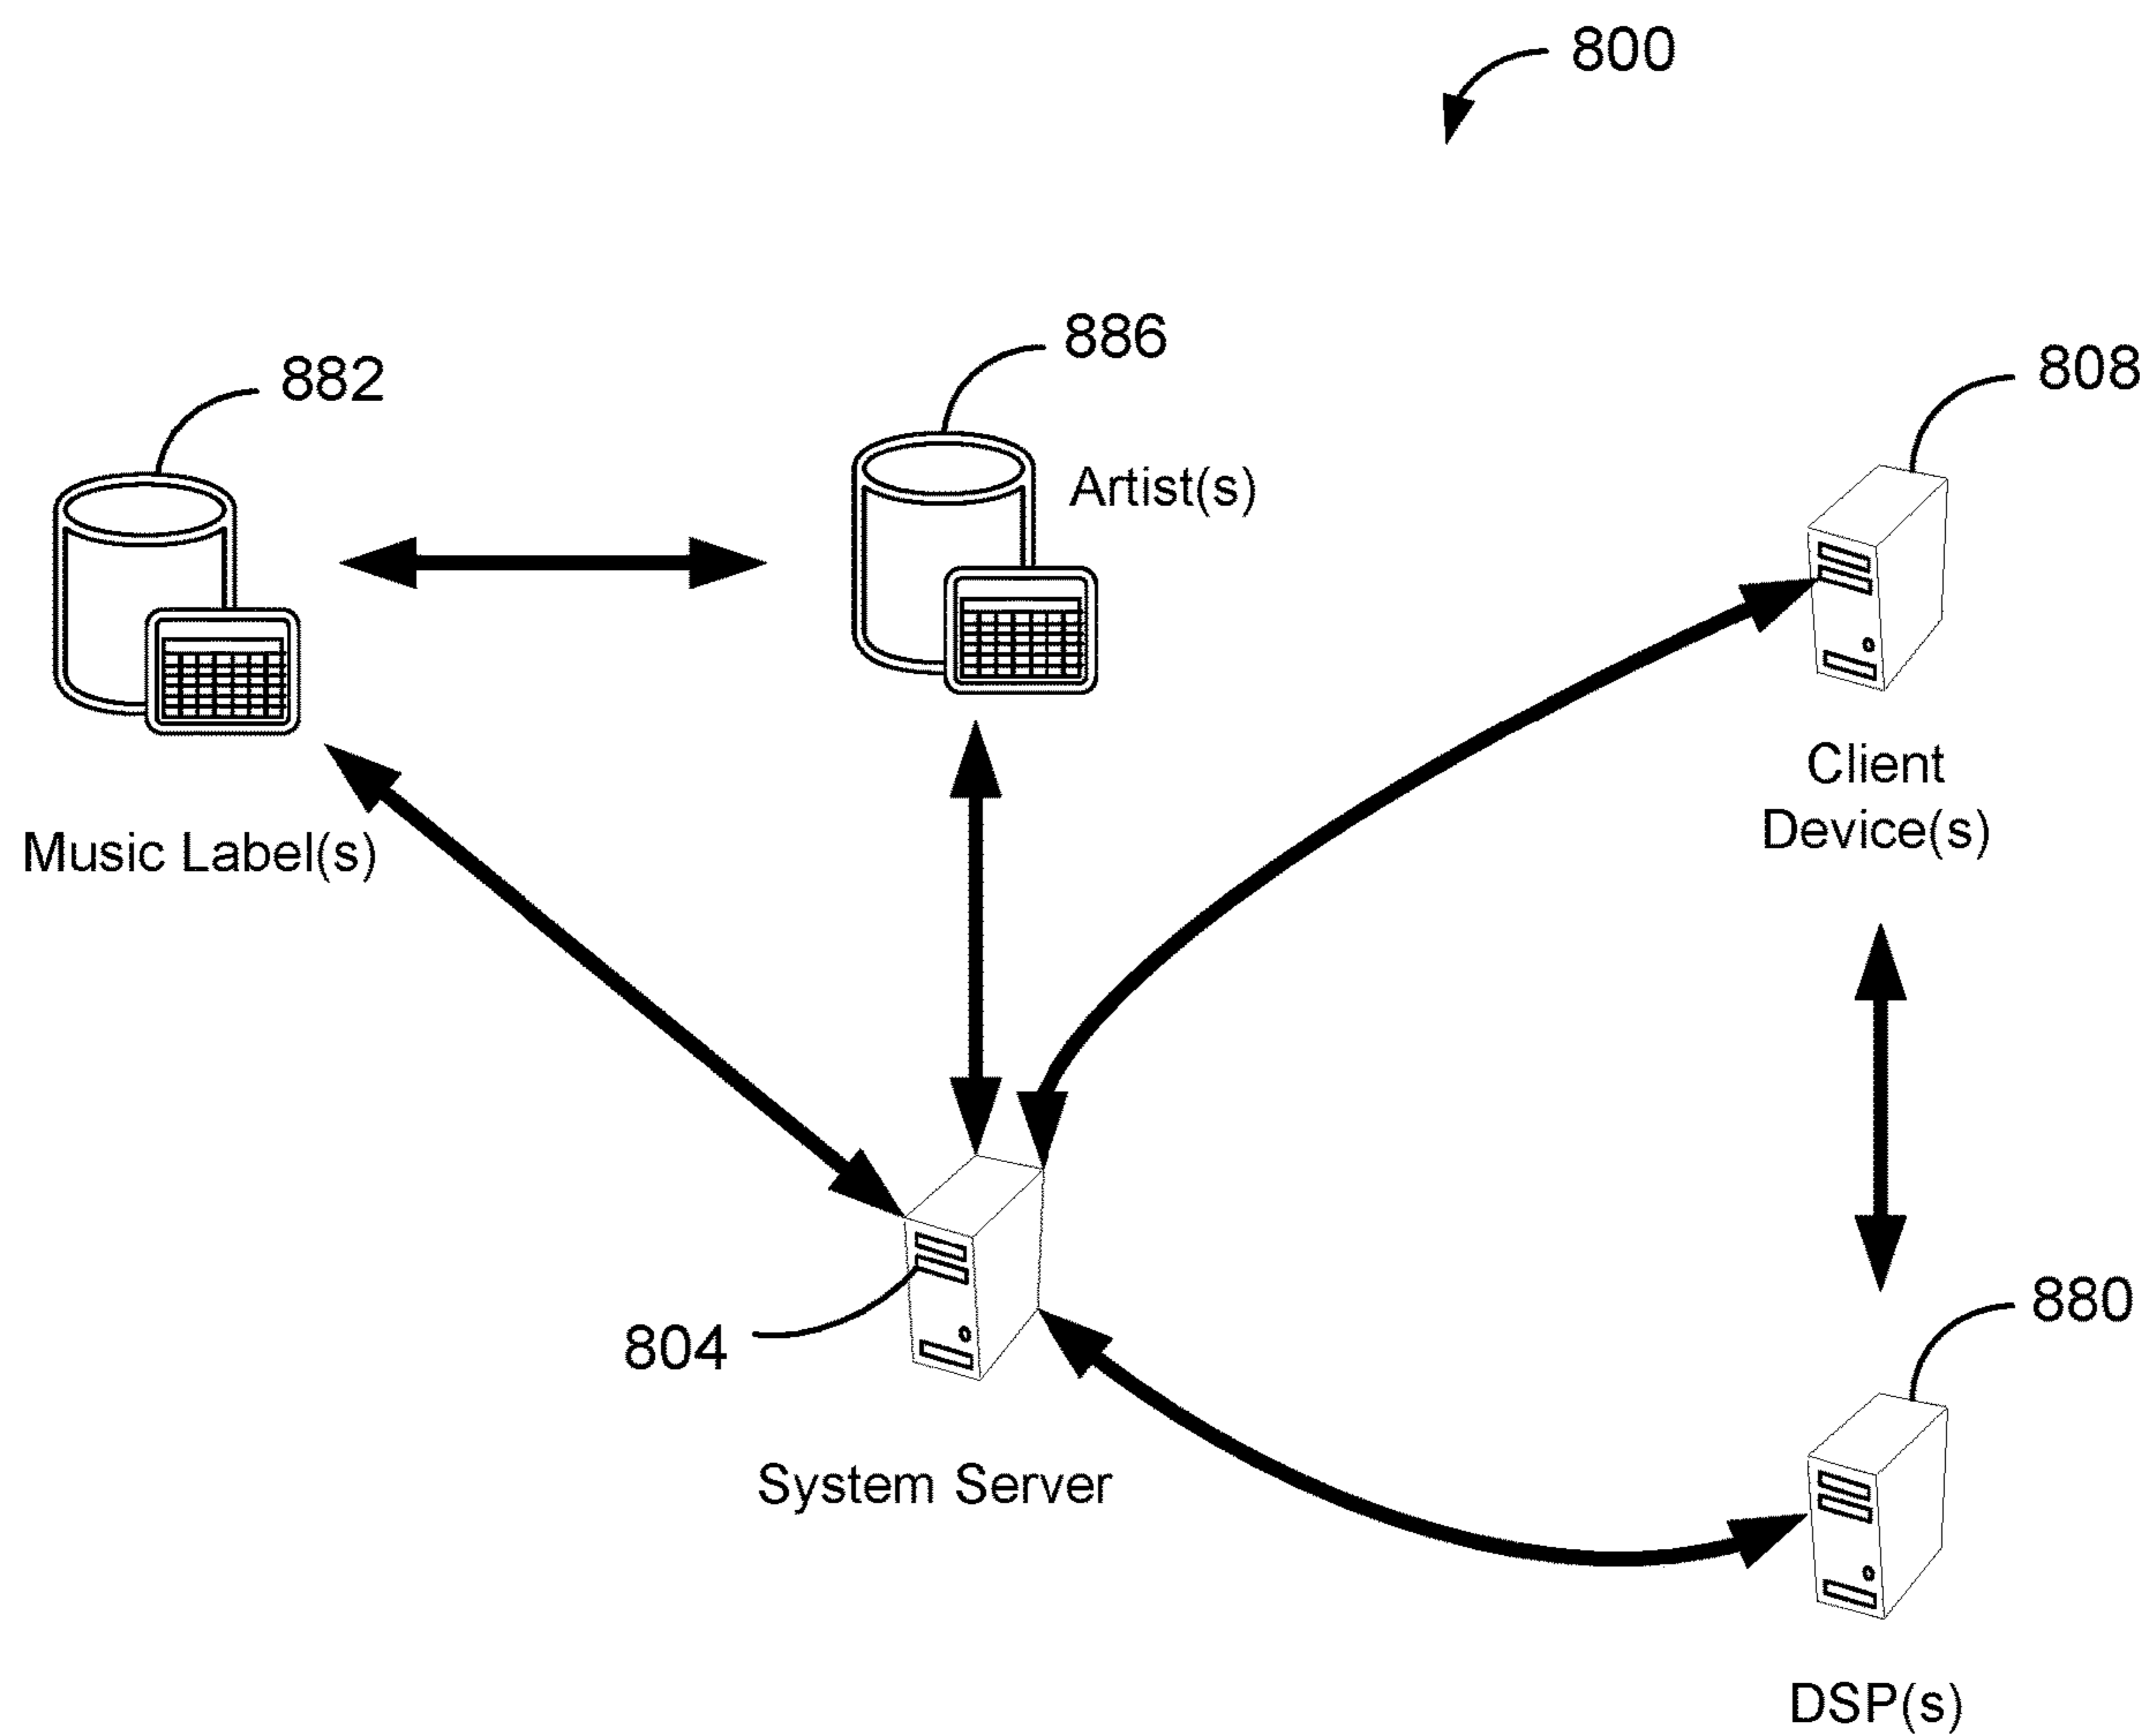 800
886
808
882
Artist(s)
Client
Device(s)
Music Label(s)
880
804
System Server
DSP(s)